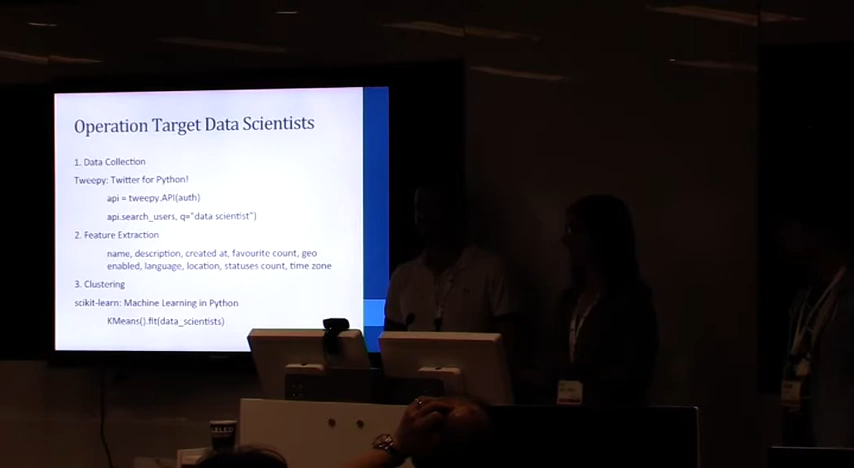 Operation Target Data Scientists
1. Data Collection
Tweepy: Twitter for Python!
api = tweepy.API(auth)
api.search_users, q="data scientist")
2. Feature Extraction
name, description, created at, favourite count, geo
enabled, language, location, statuses count, time zone
3. Clustering
scikit-learn: Machine Learning in Python
KMeans().fit(data_scientists)